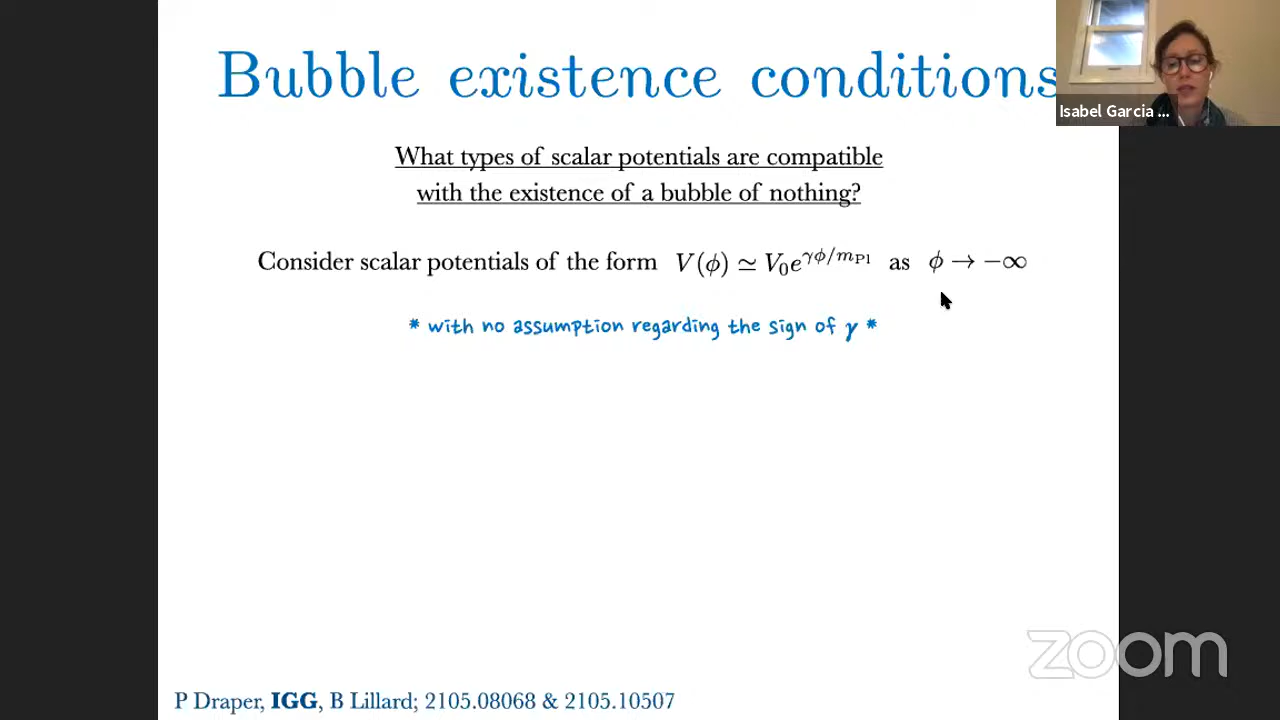 Bubble existence conditions
Isabel Garcia ...
What types of scalar potentials are compatible
with the existence of a bubble of nothing?
Consider scalar potentials of the form V(ϕ) ≃ V₀e^{γϕ/m_{Pl}} as ϕ → −∞
* with no assumption regarding the sign of γ *
zoom
P Draper, IGG, B Lillard; 2105.08068 & 2105.10507